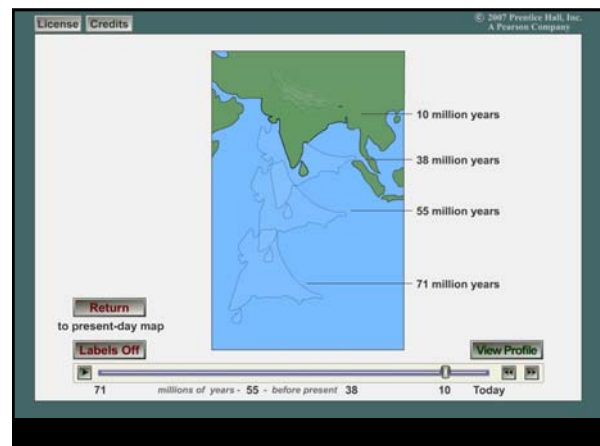 License Credits
© 2007 Prentice Hall, Inc.
A Pearson Company
10 million years
38 million years
55 million years
71 million years
Return
to present-day map
Labels Off
View Profile
71 millions of years - 55 - before present 38 10 Today